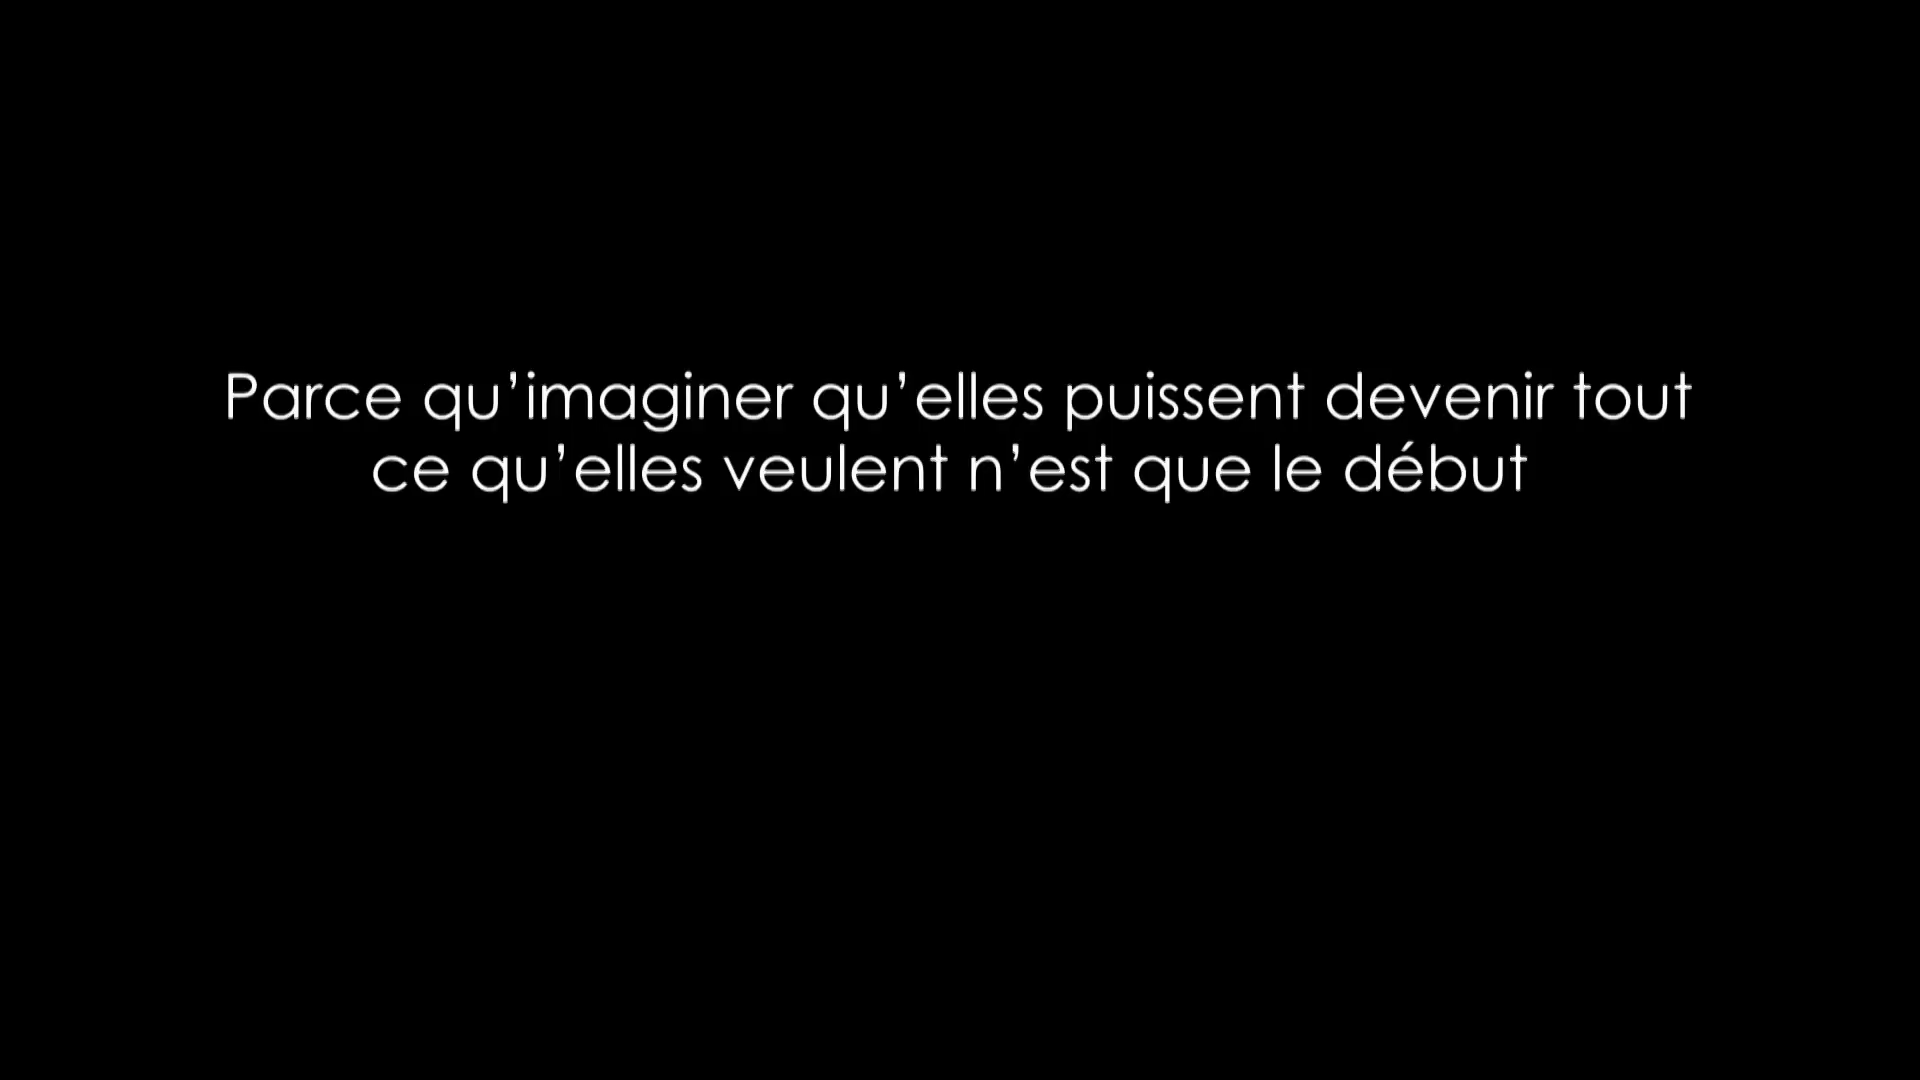 Parce qu’imaginer qu’elles puissent devenir tout
ce qu’elles veulent n’est que le début